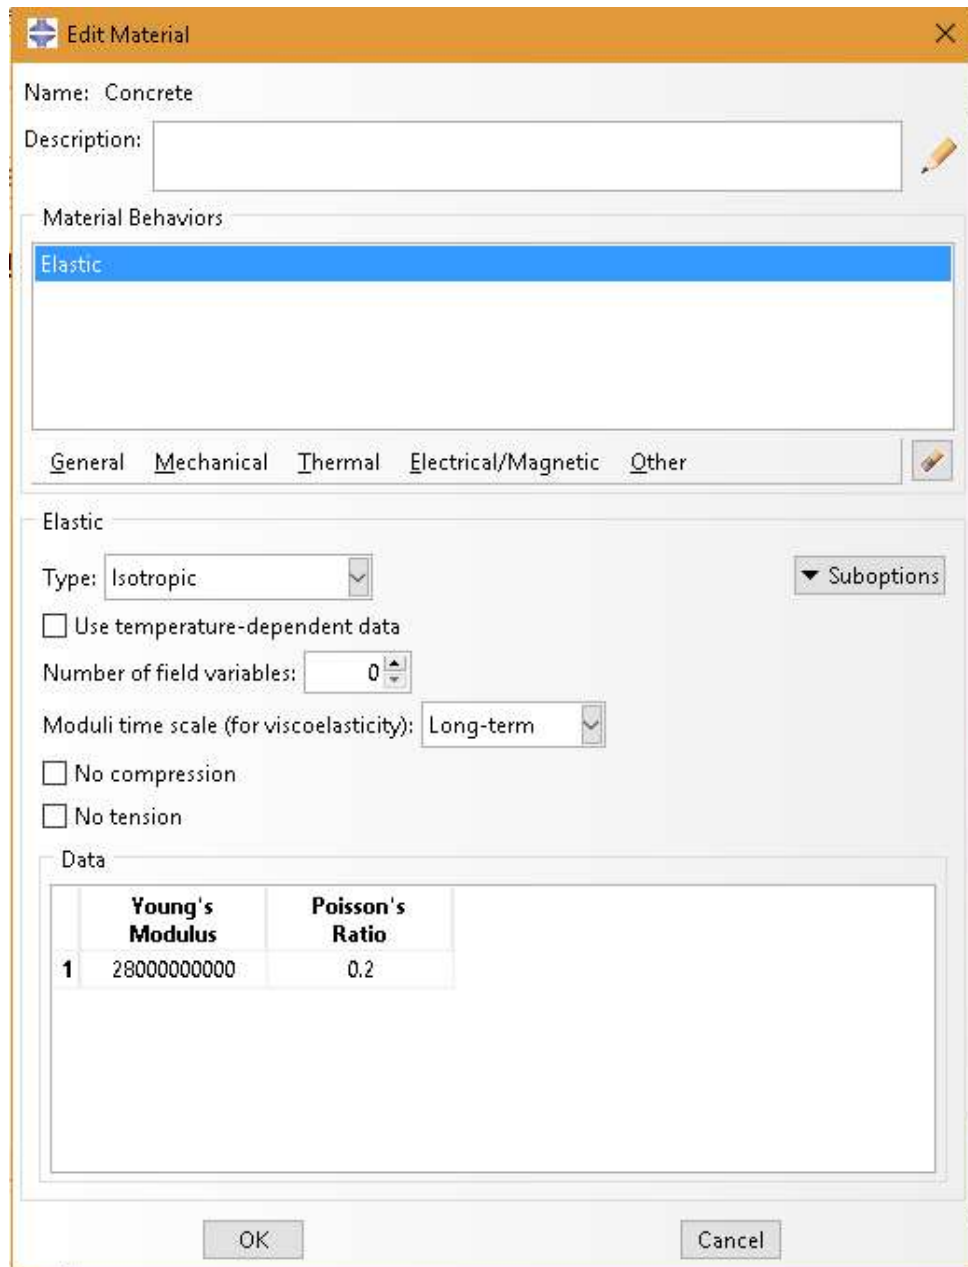 Edit Material
Name: Concrete
Description:
Material Behaviors
Elastic
General Mechanical Thermal Electrical/Magnetic Other
Elastic
Type: Isotropic
Suboptions
Use temperature-dependent data
Number of field variables: 0
Moduli time scale (for viscoelasticity): Long-term
No compression
No tension
Data
Young's Poisson's
Modulus Ratio
1 28000000000 0.2
OK Cancel